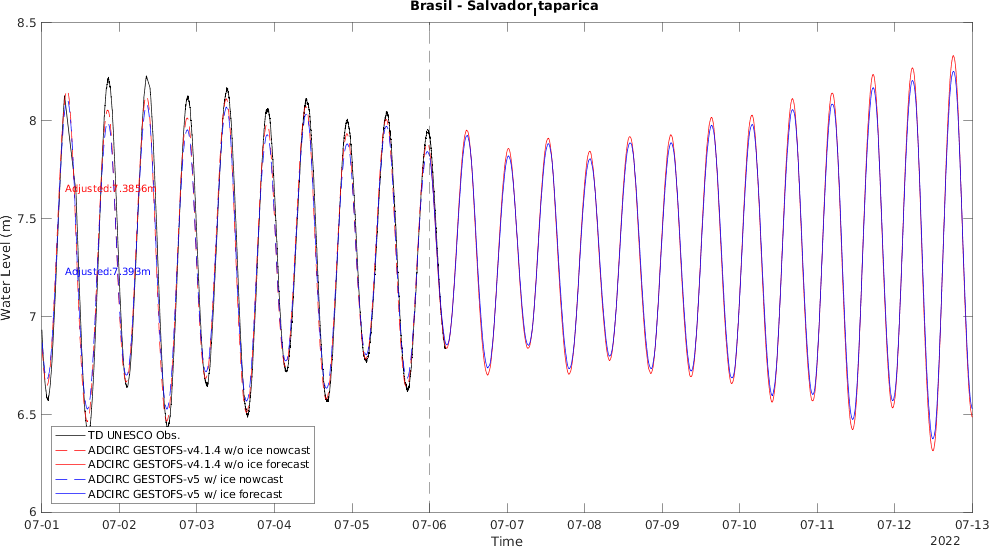 Brasil - Salvador_Itaparica
8.5
8
7.5
7
6.5
6
Water Level (m)
Adjusted:7.3856m
Adjusted:7.393m
TD UNESCO Obs.
ADCIRC GESTOFS-v4.1.4 w/o ice nowcast
ADCIRC GESTOFS-v4.1.4 w/o ice forecast
ADCIRC GESTOFS-v5 w/ ice nowcast
ADCIRC GESTOFS-v5 w/ ice forecast
07-01 07-02 07-03 07-04 07-05 07-06 07-07 07-08 07-09 07-10 07-11 07-12 07-13
Time
2022